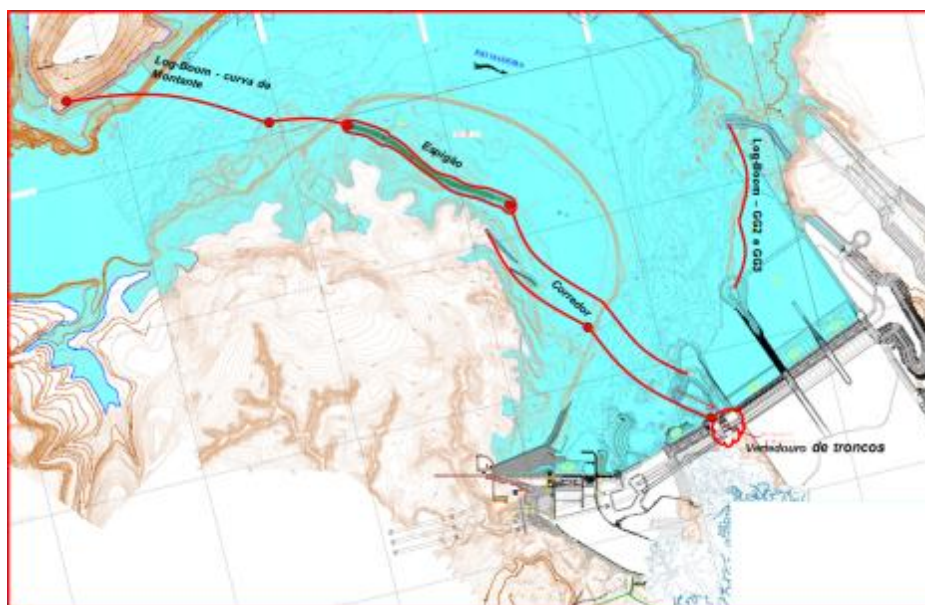 Log-Boom - curva de
Montante
Espigão
Log-Boom - GG2 e GG3
Corredor
Vertedouro de troncos